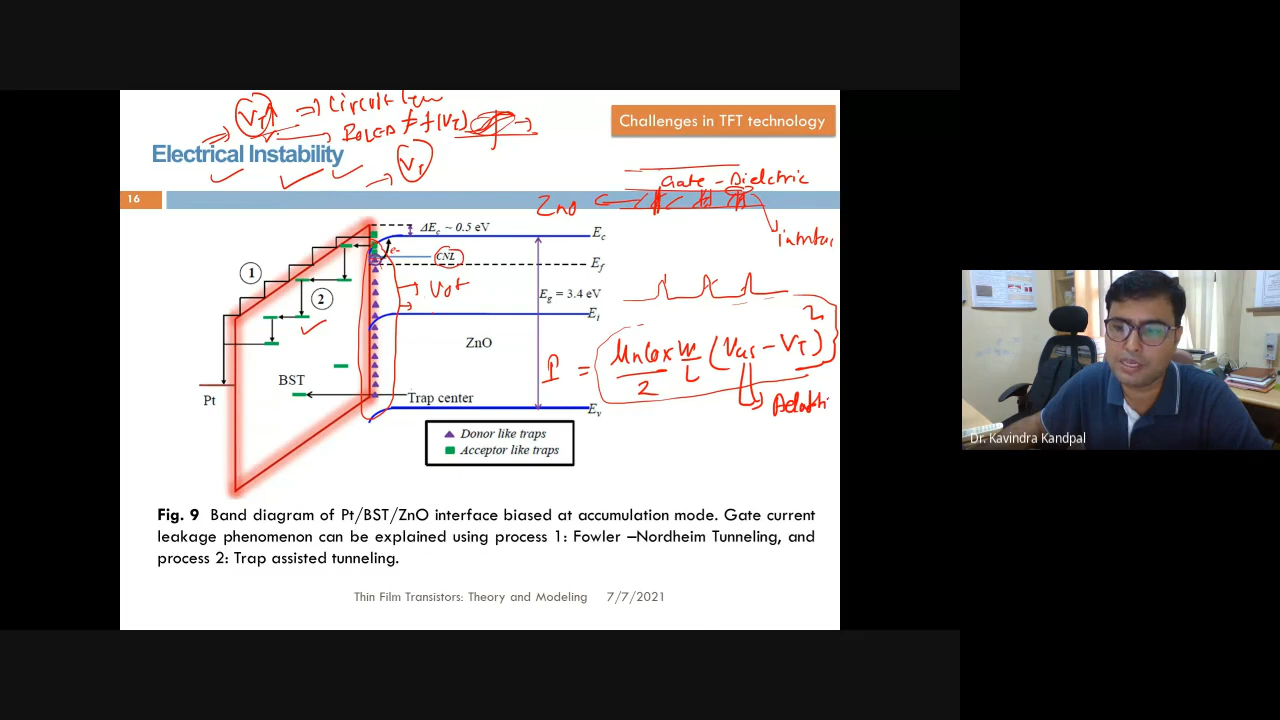 VT↑ ⇒ Circuit
≠ f(VT)
Challenges in TFT technology
Electrical Instability
VT
16
Gate - Dielectric
ZnO
ΔEc ~ 0.5 eV
Ec
e-
CNL
Ef
1
2
Eg = 3.4 eV
Ei
ZnO
I = μnCox/2 W/L (VGS - VT)2
BST
Trap center
Pt
Ev
Donor like traps
Acceptor like traps
Fig. 9 Band diagram of Pt/BST/ZnO interface biased at accumulation mode. Gate current
leakage phenomenon can be explained using process 1: Fowler –Nordheim Tunneling, and
process 2: Trap assisted tunneling.
Thin Film Transistors: Theory and Modeling 7/7/2021
Dr. Kavindra Kandpal